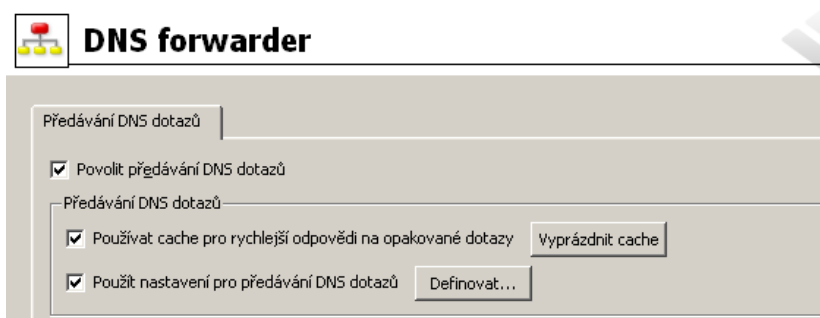 DNS forwarder
Předávání DNS dotazů
Povolit předávání DNS dotazů
Předávání DNS dotazů
Používat cache pro rychlejší odpovědi na opakované dotazy Vyprázdnit cache
Použít nastavení pro předávání DNS dotazů Definovat...